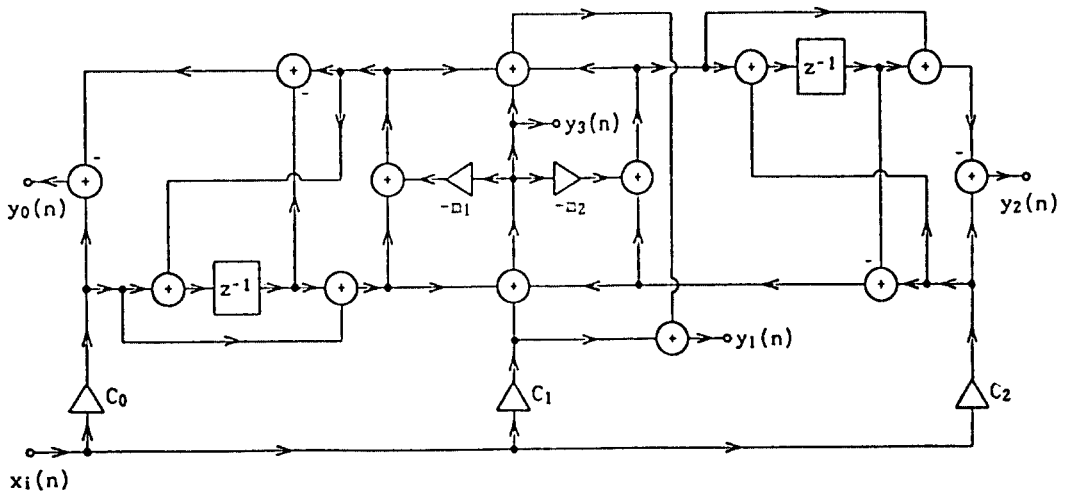 z⁻¹
y₃(n)
y₀(n)
-¤₁
-¤₂
y₂(n)
z⁻¹
y₁(n)
C₀
C₁
C₂
xᵢ(n)
+
-